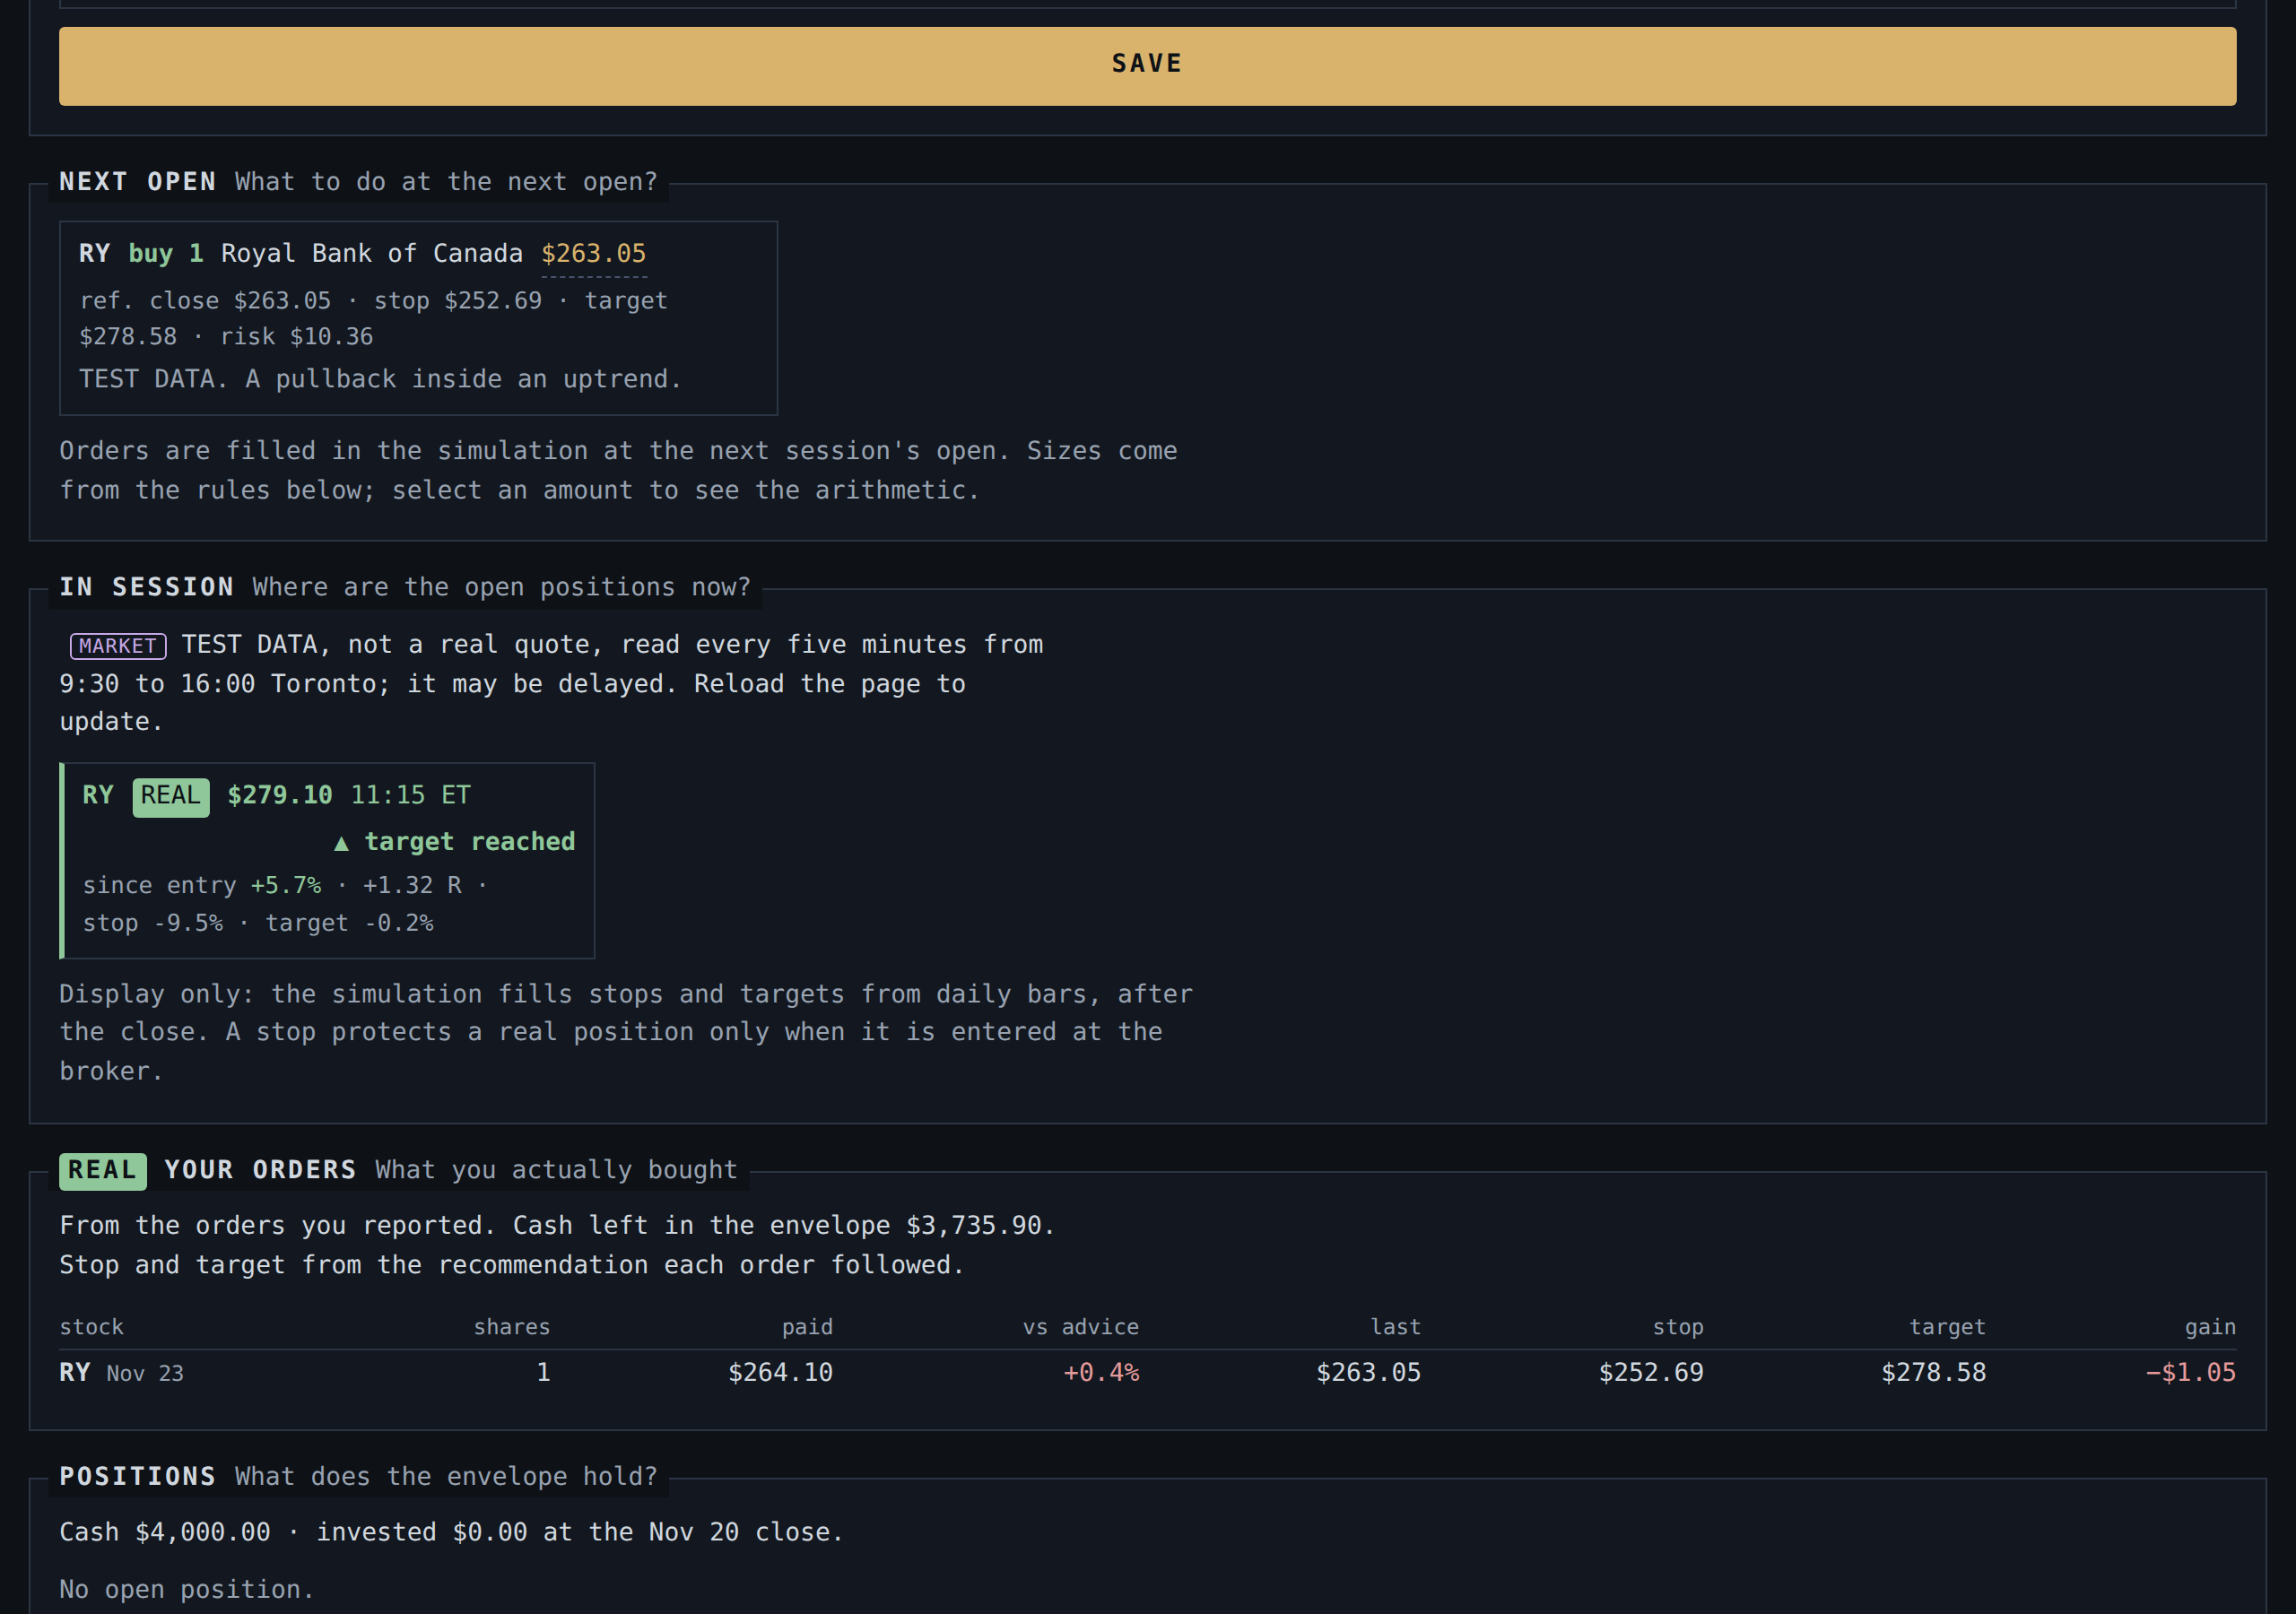 SAVE
NEXT OPEN What to do at the next open?
RY buy 1 Royal Bank of Canada $263.05
ref. close $263.05 · stop $252.69 · target
$278.58 · risk $10.36
TEST DATA. A pullback inside an uptrend.
Orders are filled in the simulation at the next session's open. Sizes come
from the rules below; select an amount to see the arithmetic.
IN SESSION Where are the open positions now?
MARKET TEST DATA, not a real quote, read every five minutes from
9:30 to 16:00 Toronto; it may be delayed. Reload the page to
update.
RY REAL $279.10 11:15 ET
▲ target reached
since entry +5.7% · +1.32 R ·
stop -9.5% · target -0.2%
Display only: the simulation fills stops and targets from daily bars, after
the close. A stop protects a real position only when it is entered at the
broker.
REAL YOUR ORDERS What you actually bought
From the orders you reported. Cash left in the envelope $3,735.90.
Stop and target from the recommendation each order followed.
stock shares paid vs advice last stop target gain
RY Nov 23 1 $264.10 +0.4% $263.05 $252.69 $278.58 −$1.05
POSITIONS What does the envelope hold?
Cash $4,000.00 · invested $0.00 at the Nov 20 close.
No open position.